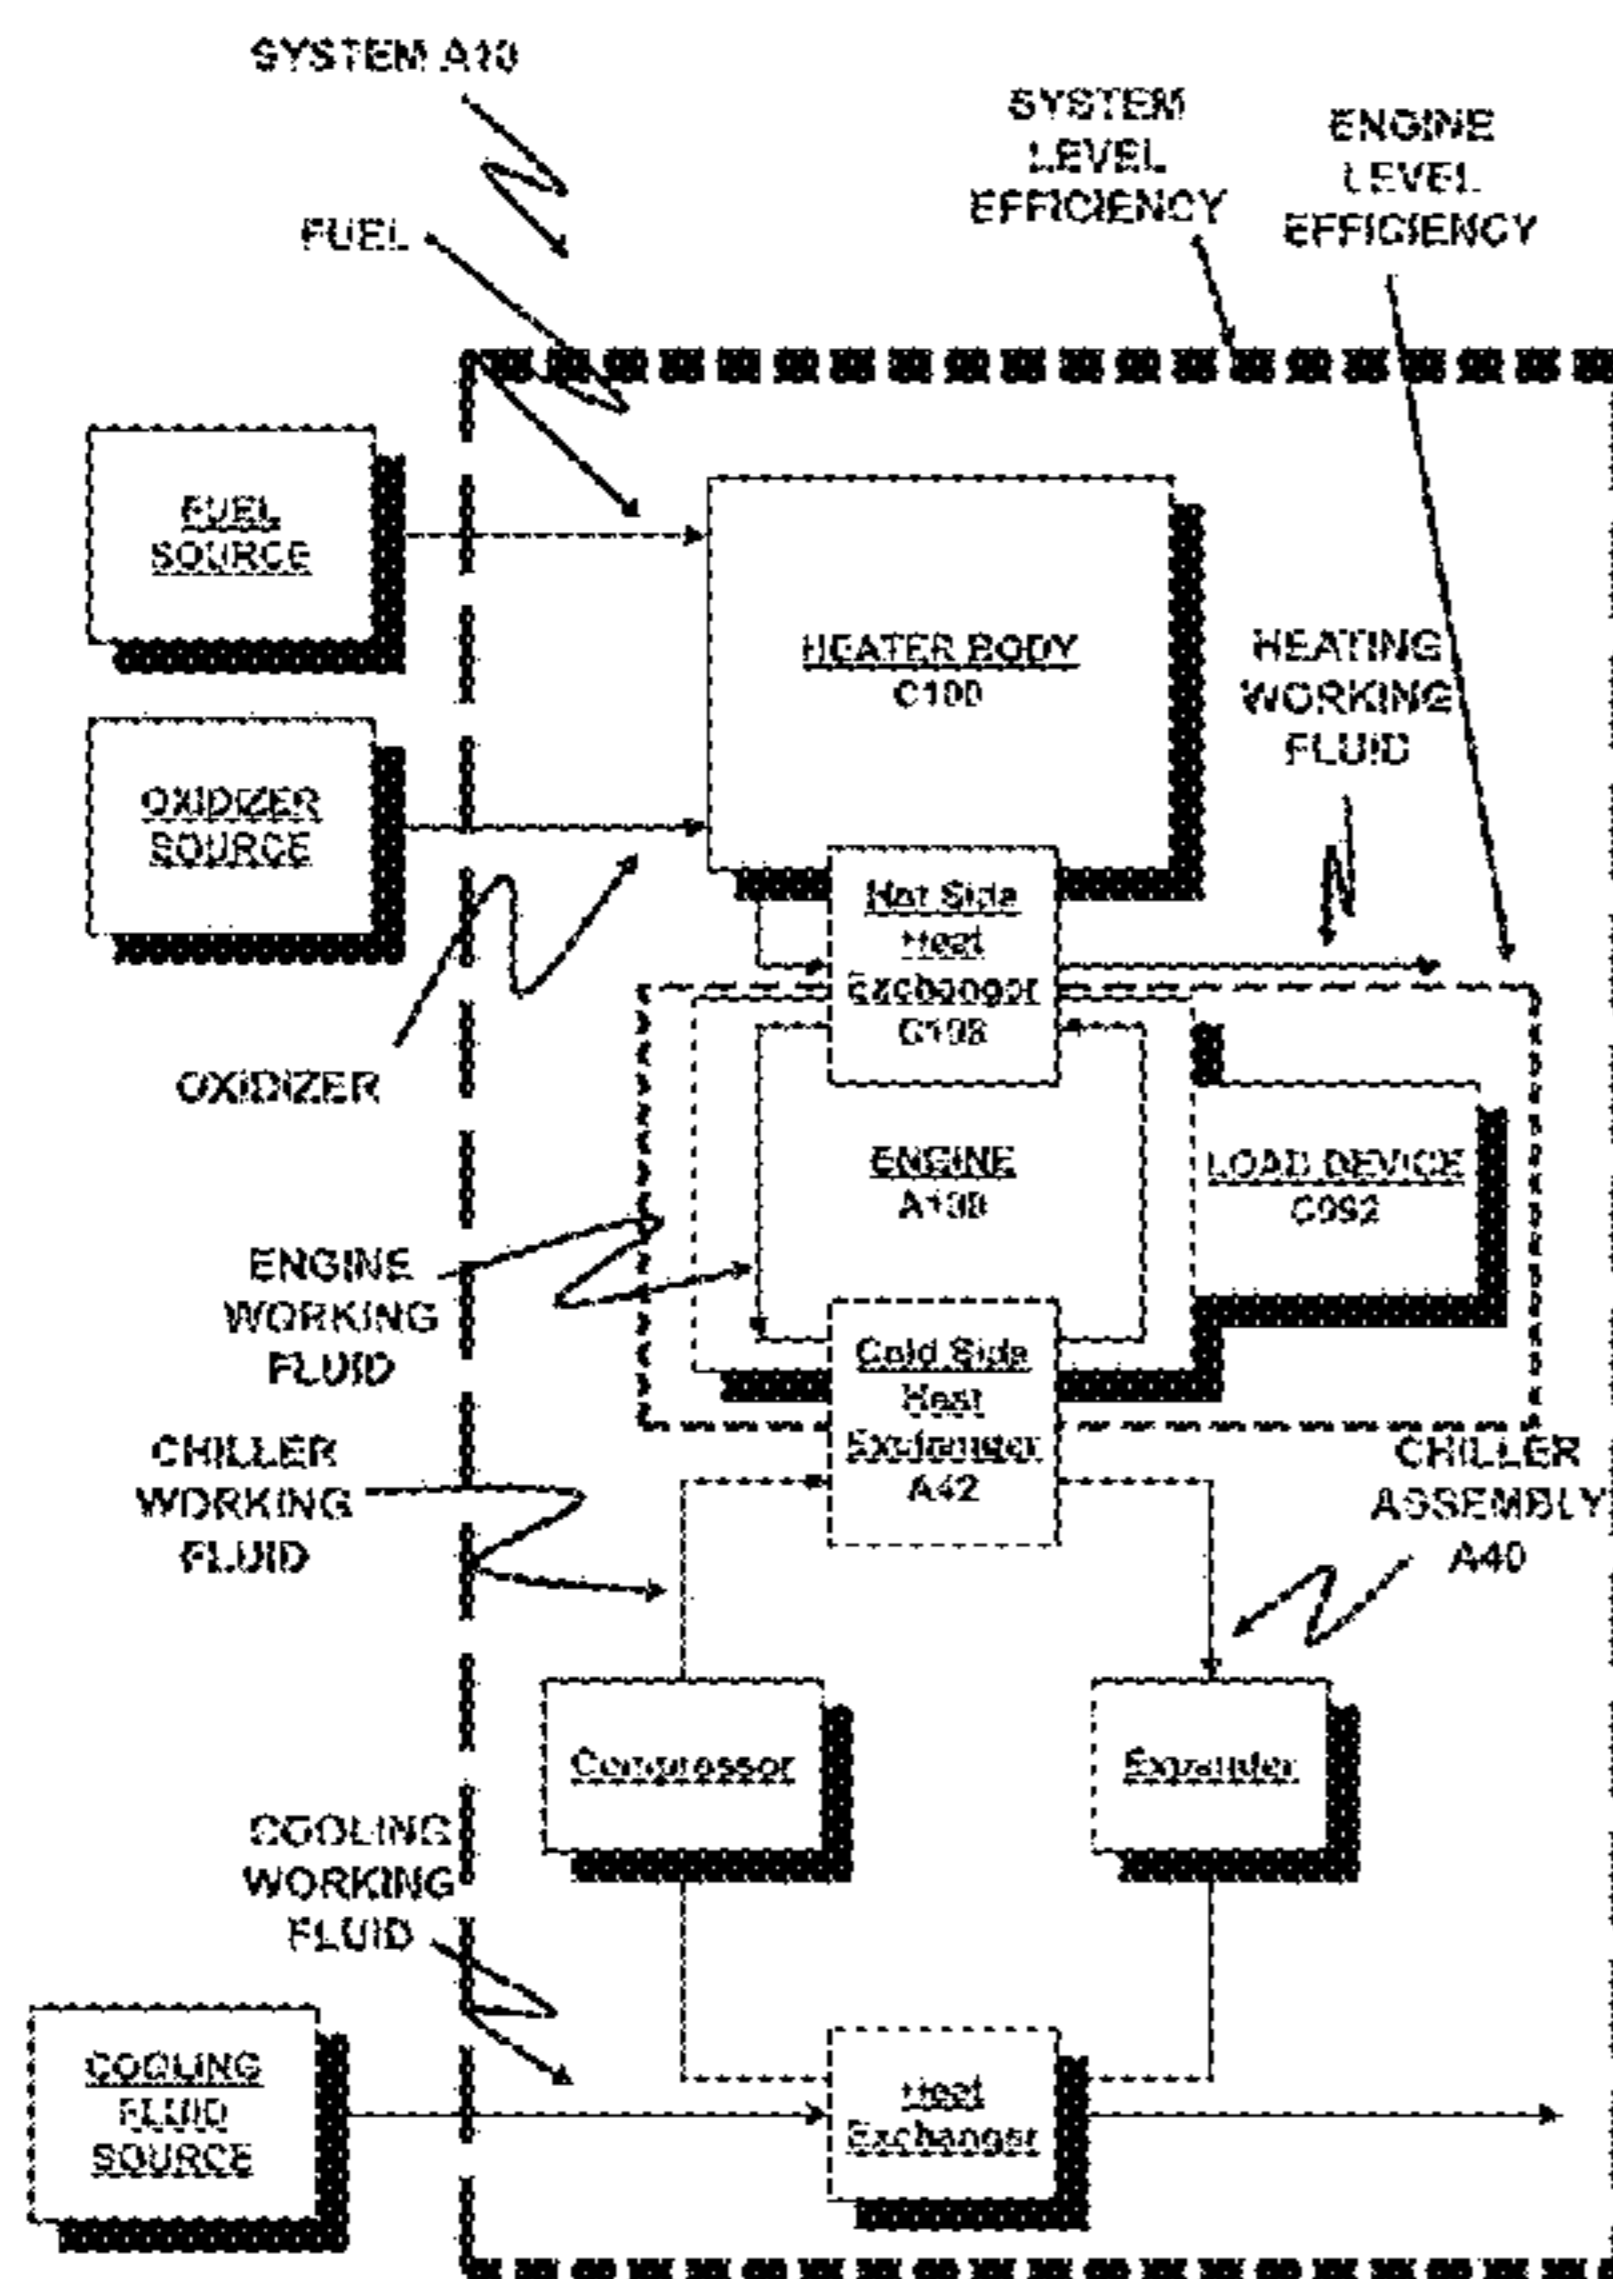 SYSTEM A10
SYSTEM
LEVEL
EFFICIENCY
ENGINE
LEVEL
EFFICIENCY
FUEL
FUEL
SOURCE
HEATER BODY
C100
HEATING
WORKING
FLUID
OXIDIZER
SOURCE
Hot Side
Heat
Exchanger
C108
OXIDIZER
ENGINE
A100
LOAD DEVICE
C092
ENGINE
WORKING
FLUID
Cold Side
Heat
Exchanger
A42
CHILLER
WORKING
FLUID
CHILLER
ASSEMBLY
A40
Compressor
Expander
COOLING
WORKING
FLUID
COOLING
FLUID
SOURCE
Heat
Exchanger